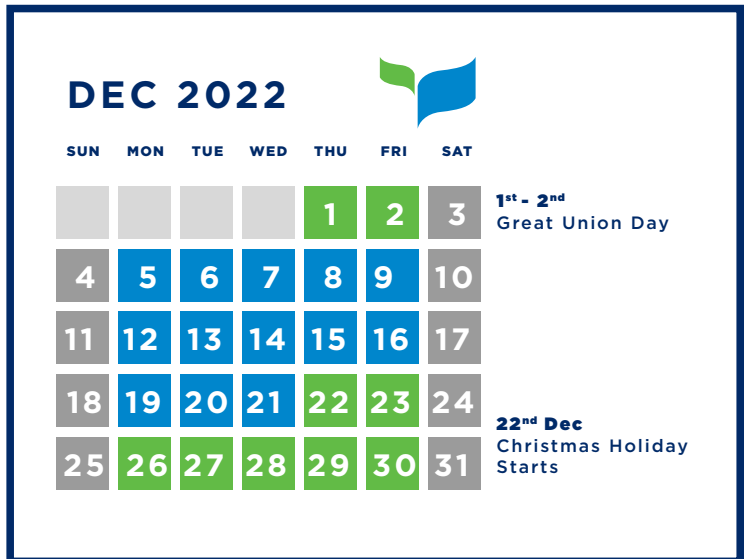 DEC 2022
SUN MON TUE WED THU FRI SAT
1 2 3
1st - 2nd
Great Union Day
4 5 6 7 8 9 10
11 12 13 14 15 16 17
18 19 20 21 22 23 24
22nd Dec
Christmas Holiday
Starts
25 26 27 28 29 30 31